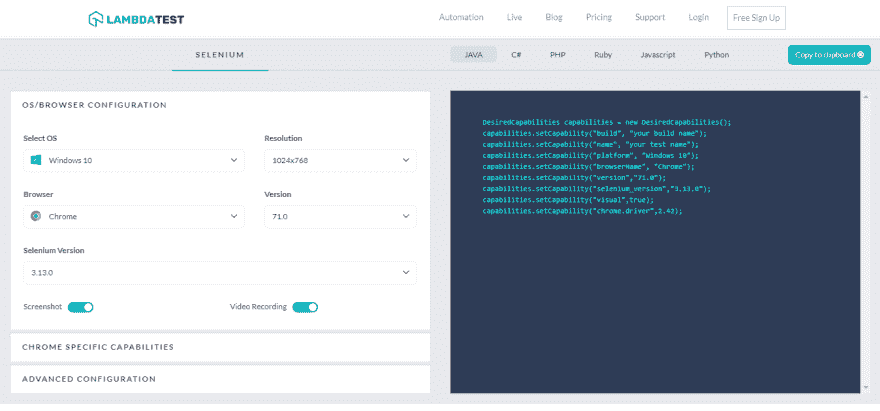 LAMBDATEST
Automation Live Blog Pricing Support Login Free Sign Up
SELENIUM
JAVA C# PHP Ruby Javascript Python
Copy to clipboard
OS/BROWSER CONFIGURATION
Select OS Resolution
Windows 10 1024x768
Browser Version
Chrome 71.0
Selenium Version
3.13.0
Screenshot Video Recording
CHROME SPECIFIC CAPABILITIES
ADVANCED CONFIGURATION
DesiredCapabilities capabilities = new DesiredCapabilities();
capabilities.setCapability("build", "your build name");
capabilities.setCapability("name", "your test name");
capabilities.setCapability("platform", "Windows 10");
capabilities.setCapability("browserName", "Chrome");
capabilities.setCapability("version","71.0");
capabilities.setCapability("selenium_version","3.13.0");
capabilities.setCapability("visual",true);
capabilities.setCapability("chrome.driver",2.42);